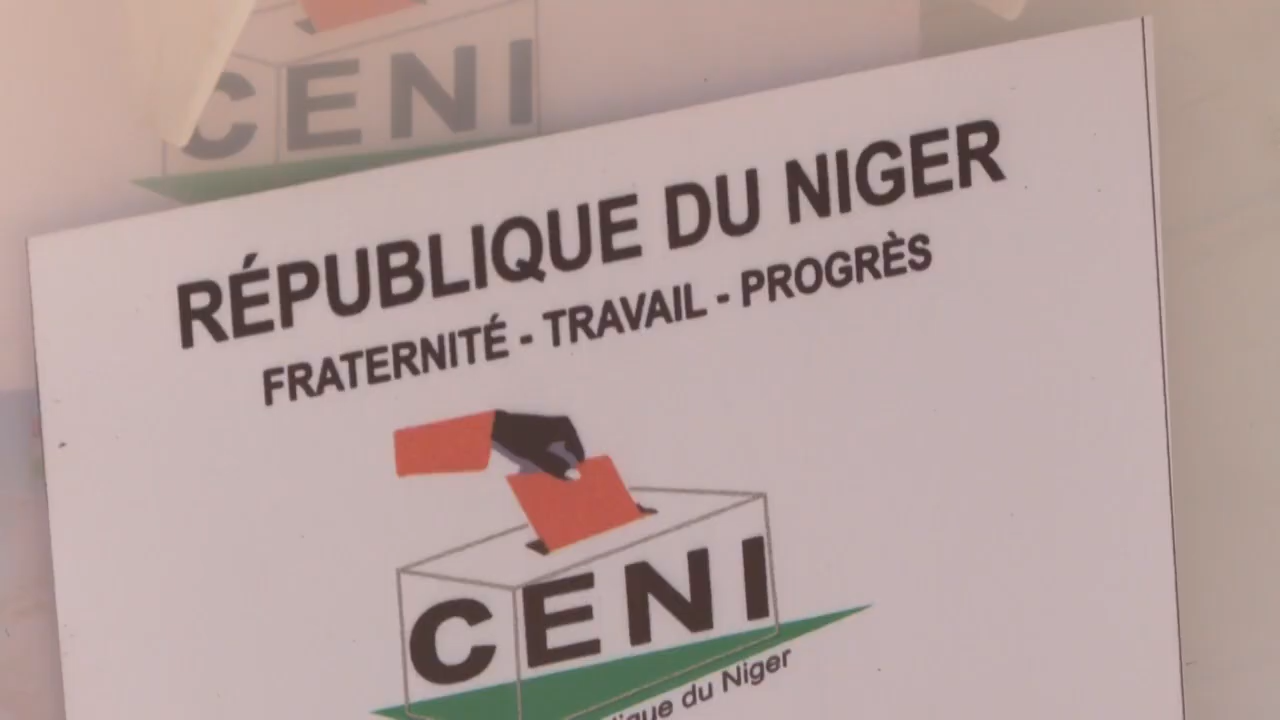 CENI
RÉPUBLIQUE DU NIGER
FRATERNITÉ - TRAVAIL - PROGRÈS
CENI
du Niger